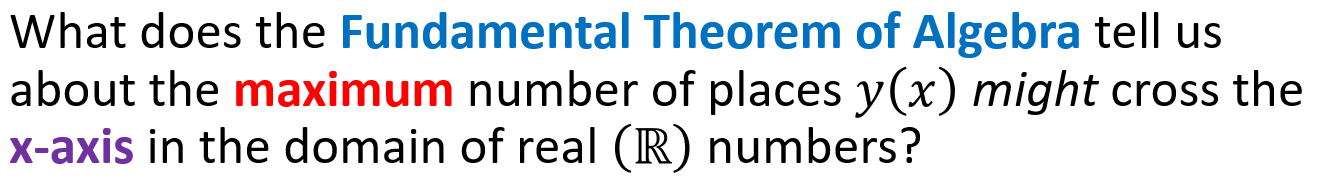 What does the Fundamental Theorem of Algebra tell us
about the maximum number of places y(x) might cross the
x-axis in the domain of real (ℝ) numbers?